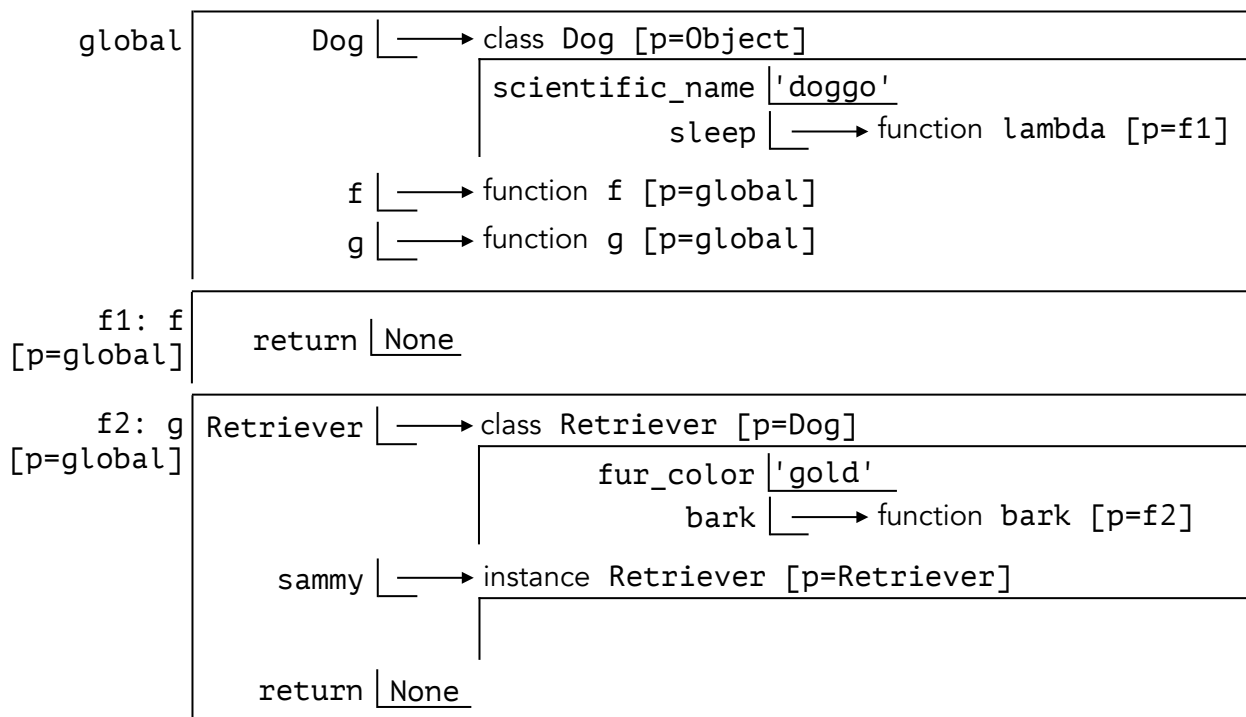 global Dog class Dog [p=Object]
scientific_name 'doggo'
sleep function lambda [p=f1]
f function f [p=global]
g function g [p=global]
f1: f
[p=global] return None
f2: g Retriever class Retriever [p=Dog]
[p=global]
fur_color 'gold'
bark function bark [p=f2]
sammy instance Retriever [p=Retriever]
return None